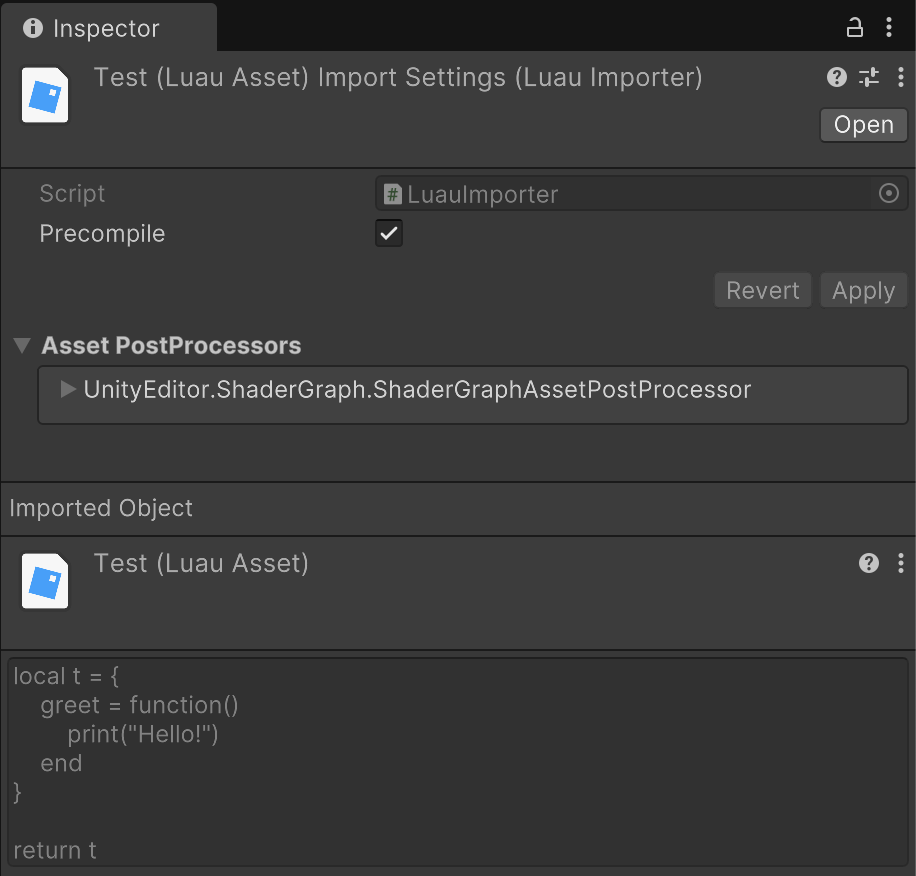 Inspector
Test (Luau Asset) Import Settings (Luau Importer)
Open
Script
# LuauImporter
Precompile
Revert Apply
Asset PostProcessors
UnityEditor.ShaderGraph.ShaderGraphAssetPostProcessor
Imported Object
Test (Luau Asset)
local t = {
    greet = function()
        print("Hello!")
    end
}

return t